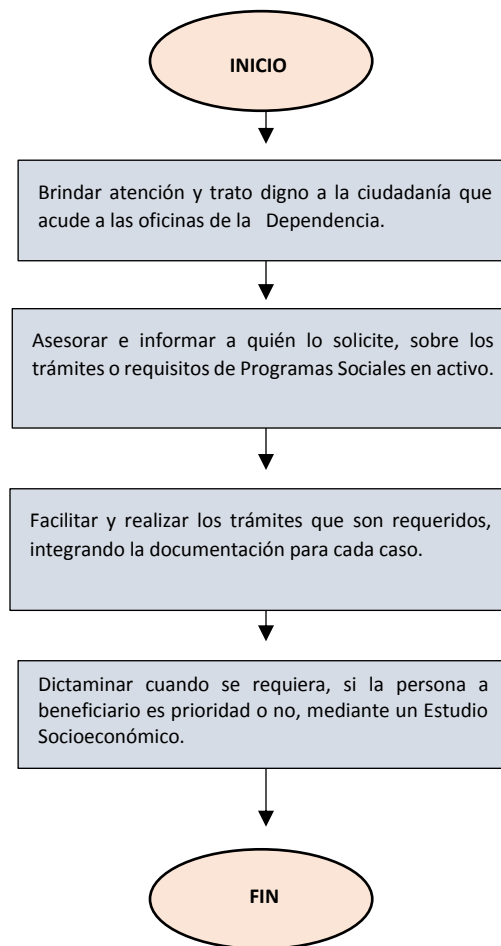 INICIO
Brindar atención y trato digno a la ciudadanía que
acude a las oficinas de la Dependencia.
Asesorar e informar a quién lo solicite, sobre los
trámites o requisitos de Programas Sociales en activo.
Facilitar y realizar los trámites que son requeridos,
integrando la documentación para cada caso.
Dictaminar cuando se requiera, si la persona a
beneficiario es prioridad o no, mediante un Estudio
Socioeconómico.
FIN